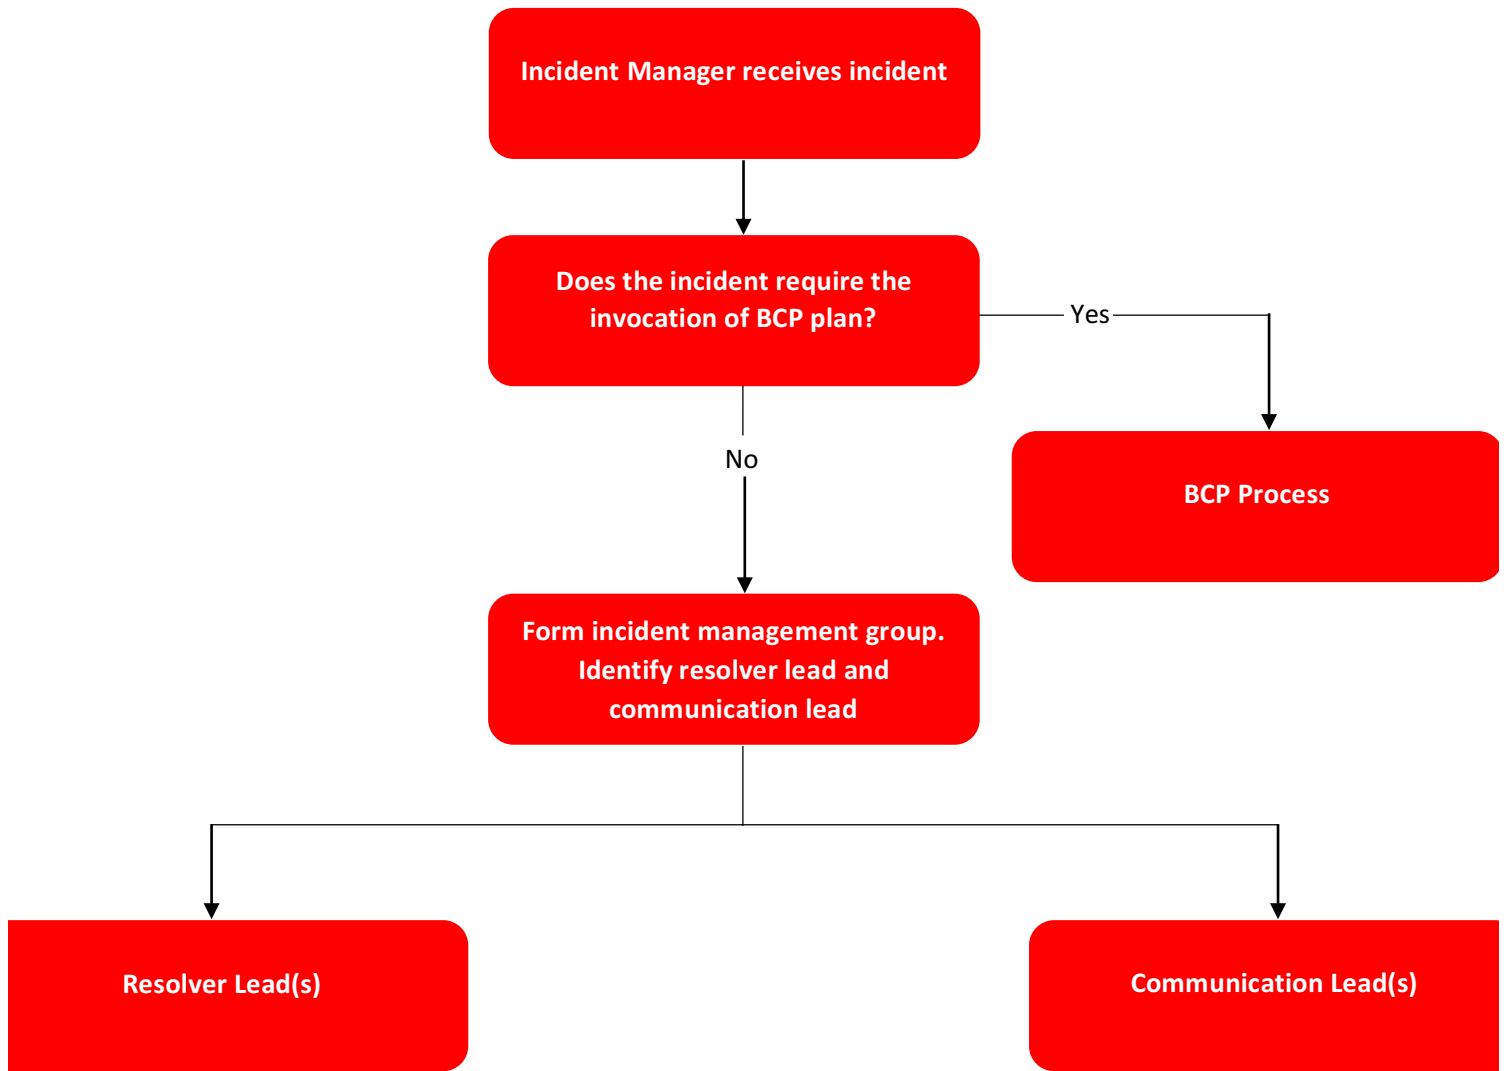 Incident Manager receives incident
Does the incident require the
invocation of BCP plan?
Yes
No
BCP Process
Form incident management group.
Identify resolver lead and
communication lead
Resolver Lead(s)
Communication Lead(s)